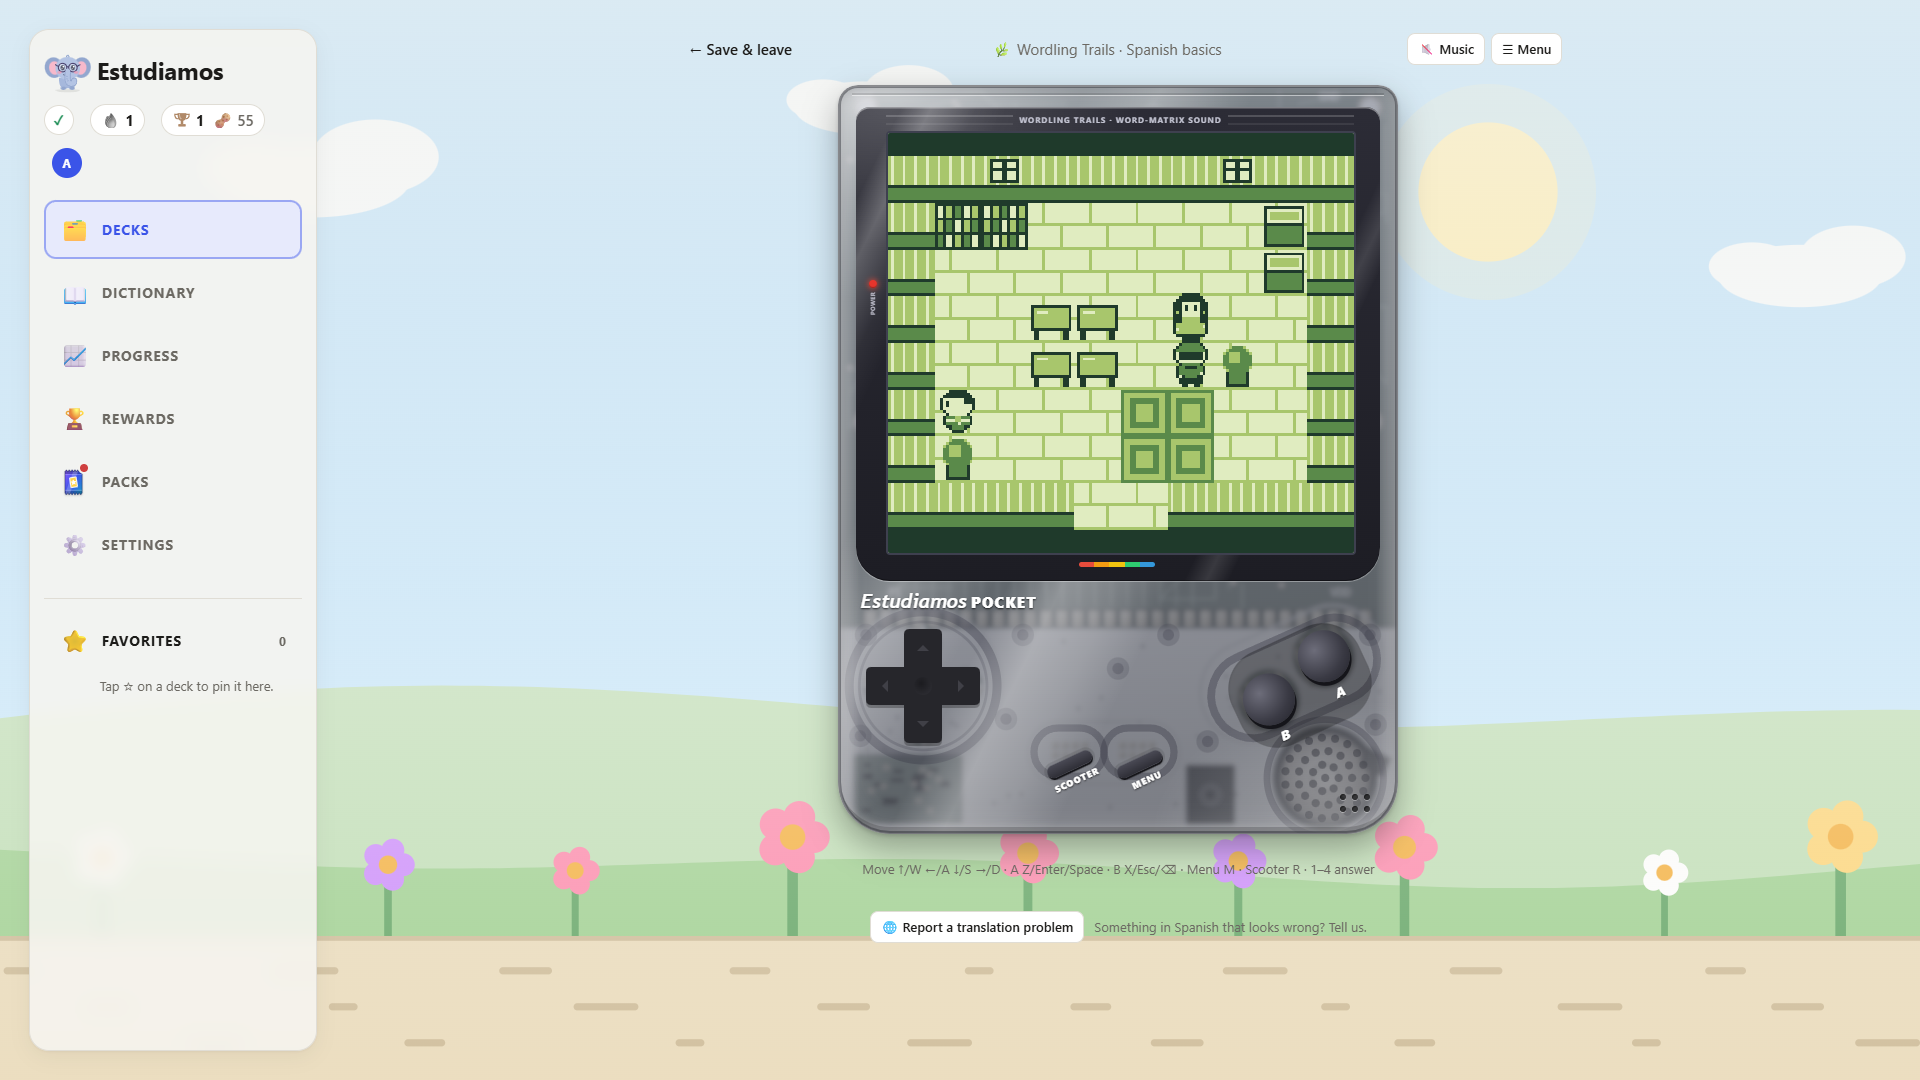 Estudiamos
✓ 1 1 55
A
DECKS
DICTIONARY
PROGRESS
REWARDS
PACKS
SETTINGS
FAVORITES 0
Tap ☆ on a deck to pin it here.
← Save & leave
Wordling Trails · Spanish basics
Music
☰ Menu
WORDLING TRAILS · WORD-MATRIX SOUND
POWER
Estudiamos POCKET
A
B
SCOOTER
MENU
Move ↑/W ←/A ↓/S →/D · A Z/Enter/Space · B X/Esc/⌫ · Menu M · Scooter R · 1–4 answer
Report a translation problem
Something in Spanish that looks wrong? Tell us.